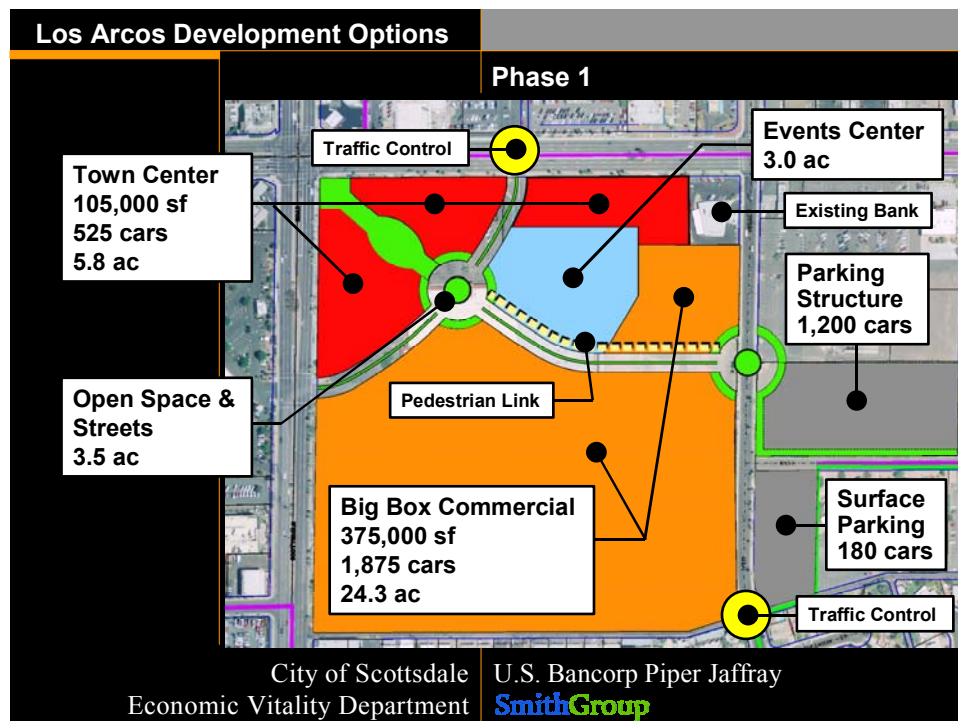 Los Arcos Development Options
Phase 1
Traffic Control
Events Center
3.0 ac
Town Center
105,000 sf
525 cars
5.8 ac
Existing Bank
Parking
Structure
1,200 cars
Open Space &
Streets
3.5 ac
Pedestrian Link
Big Box Commercial
375,000 sf
1,875 cars
24.3 ac
Surface
Parking
180 cars
Traffic Control
City of Scottsdale
Economic Vitality Department
U.S. Bancorp Piper Jaffray
SmithGroup